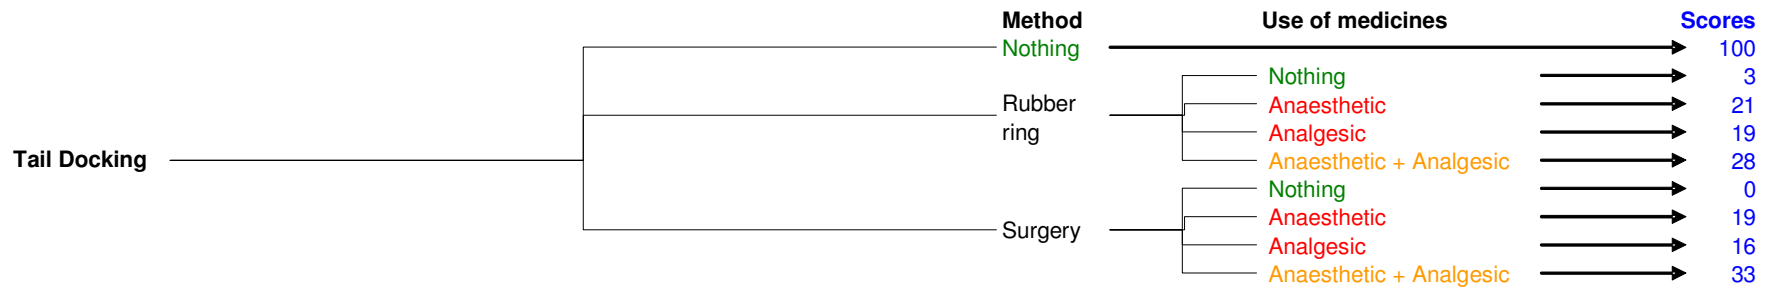 Method Use of medicines Scores
Nothing 100
Nothing 3
Rubber Anaesthetic 21
ring Analgesic 19
Tail Docking Anaesthetic + Analgesic 28
Nothing 0
Anaesthetic 19
Surgery Analgesic 16
Anaesthetic + Analgesic 33